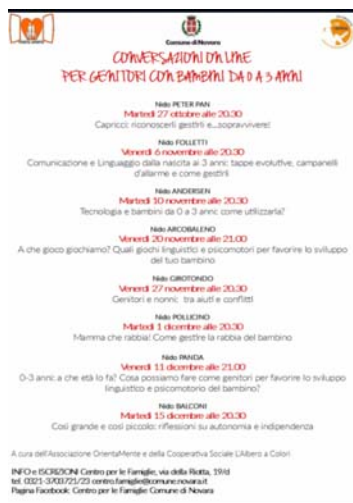 Comune di Novara
CONVERSAZIONI ON LINE
PER GENITORI CON BAMBINI DA 0 A 3 ANNI
Nido PETER PAN
Martedì 27 ottobre alle 20.30
Capricci: riconoscerli gestirli e...sopravvivere!
Nido FOLLETTI
Venerdì 6 novembre alle 20.30
Comunicazione e Linguaggio dalla nascita ai 3 anni: tappe evolutive, campanelli
d'allarme e come gestirli
Nido ANDERSEN
Martedì 10 novembre alle 20.30
Tecnologia e bambini da 0 a 3 anni: come utilizzarla?
Nido ARCOBALENO
Venerdì 20 novembre alle 21.00
A che gioco giochiamo? Quali giochi linguistici e psicomotori per favorire lo sviluppo
del tuo bambino
Nido GIROTONDO
Venerdì 27 novembre alle 20.30
Genitori e nonni: tra aiuti e conflitti
Nido POLLICINO
Martedì 1 dicembre alle 20.30
Mamma che rabbia! Come gestire la rabbia del bambino
Nido PANDA
Venerdì 11 dicembre alle 21.00
0-3 anni: a che età lo fa? Cosa possiamo fare come genitori per favorire lo sviluppo
linguistico e psicomotorio del bambino?
Nido BALCONI
Martedì 15 dicembre alle 20.30
Così grande e così piccolo: riflessioni su autonomia e indipendenza
A cura dell'Associazione OrientaMente e della Cooperativa Sociale L'Albero a Colori
INFO e ISCRIZIONI: Centro per le Famiglie, via della Riotta, 19/d
tel. 0321-3703721/23 centro.famiglie@comune.novara.it
Pagina Facebook: Centro per le Famiglie Comune di Novara